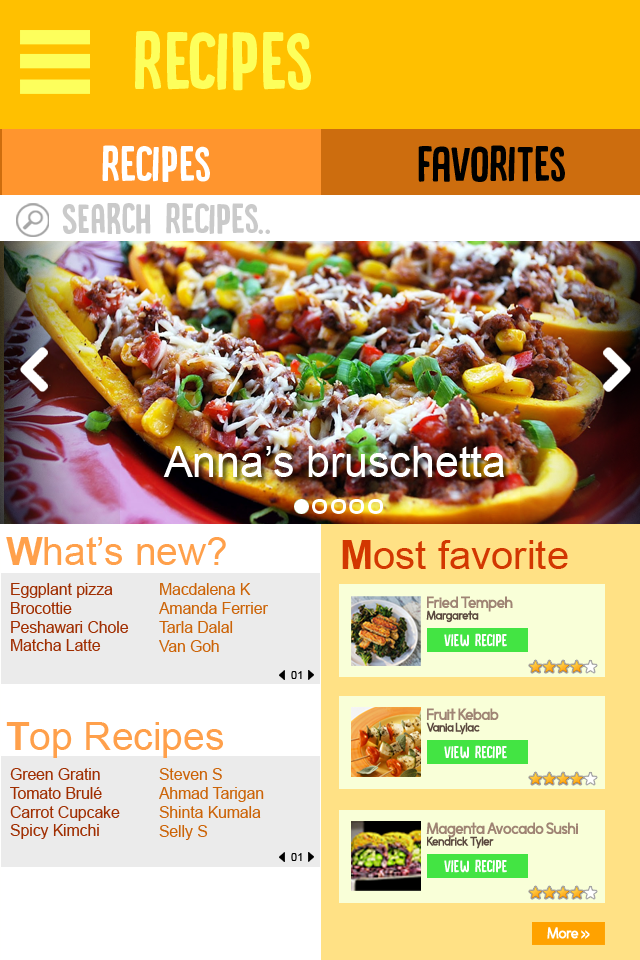 RECIPES
RECIPES
FAVORITES
SEARCH RECIPES..
Anna's bruschetta
What's new?
Eggplant pizza Macdalena K
Brocottie Amanda Ferrier
Peshawari Chole Tarla Dalal
Matcha Latte Van Goh
01
Top Recipes
Green Gratin Steven S
Tomato Brulé Ahmad Tarigan
Carrot Cupcake Shinta Kumala
Spicy Kimchi Selly S
01
Most favorite
Fried Tempeh
Margareta
VIEW RECIPE
Fruit Kebab
Vania Lylac
VIEW RECIPE
Magenta Avocado Sushi
Kendrick Tyler
VIEW RECIPE
More »